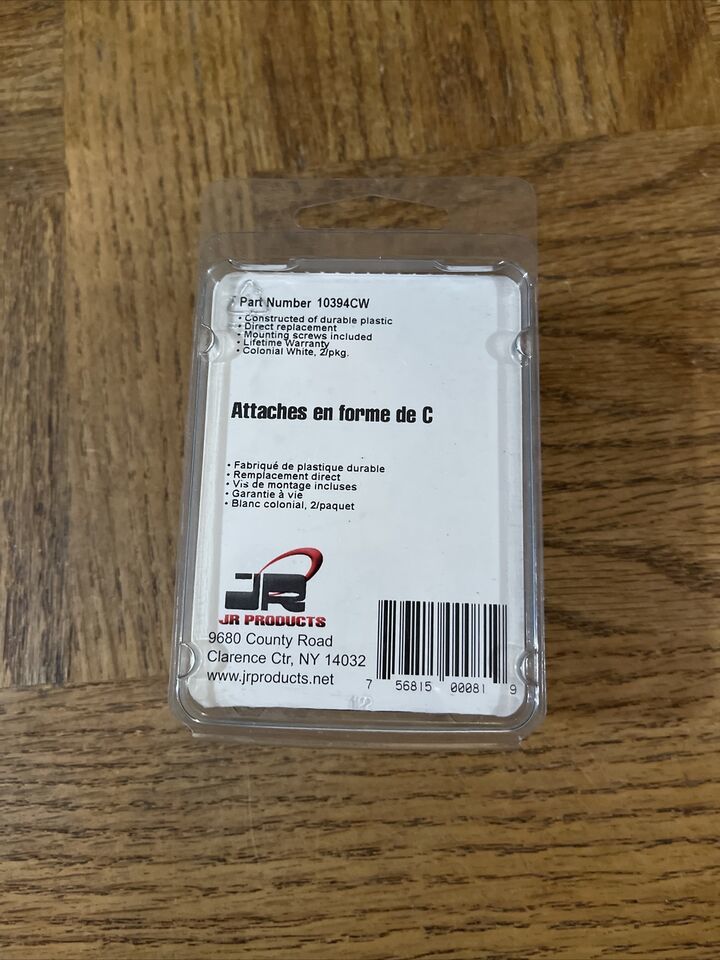 Part Number 10394CW
• Constructed of durable plastic
• Direct replacement
• Mounting screws included
• Lifetime Warranty
• Colonial White, 2/pkg.
Attaches en forme de C
• Fabriqué de plastique durable
• Remplacement direct
• Vis de montage incluses
• Garantie à vie
• Blanc colonial, 2/paquet
JR
JR PRODUCTS
9680 County Road
Clarence Ctr, NY 14032
www.jrproducts.net
7 56815 00081 9